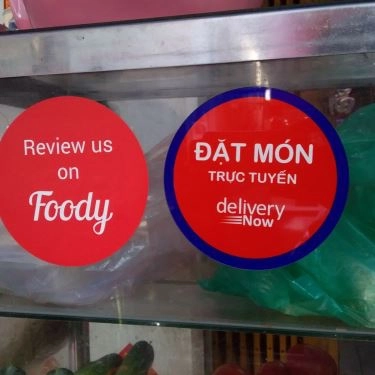 Review us
on
Foody
ĐẶT MÓN
TRỰC TUYẾN
delivery
Now